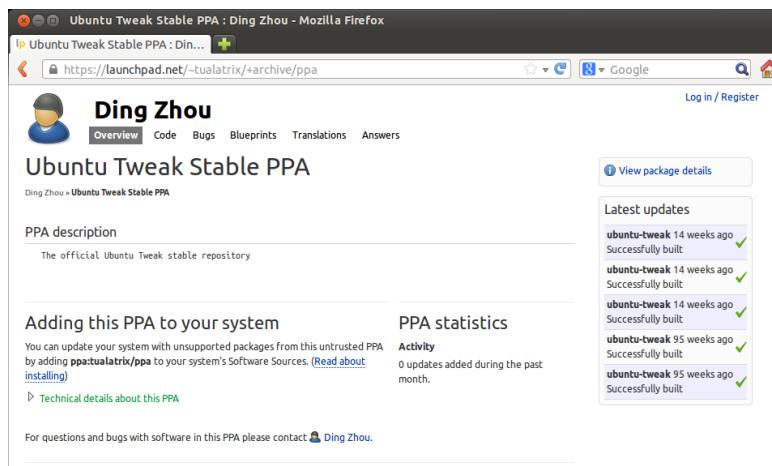 Ubuntu Tweak Stable PPA : Ding Zhou - Mozilla Firefox
lp Ubuntu Tweak Stable PPA : Din...
https://launchpad.net/~tualatrix/+archive/ppa
Google
Log in / Register
Ding Zhou
Overview Code Bugs Blueprints Translations Answers
Ubuntu Tweak Stable PPA
Ding Zhou » Ubuntu Tweak Stable PPA
PPA description
The official Ubuntu Tweak stable repository
Adding this PPA to your system
You can update your system with unsupported packages from this untrusted PPA
by adding ppa:tualatrix/ppa to your system's Software Sources. (Read about
installing)
Technical details about this PPA
PPA statistics
Activity
0 updates added during the past
month.
For questions and bugs with software in this PPA please contact Ding Zhou.
View package details
Latest updates
ubuntu-tweak 14 weeks ago
Successfully built
ubuntu-tweak 14 weeks ago
Successfully built
ubuntu-tweak 14 weeks ago
Successfully built
ubuntu-tweak 95 weeks ago
Successfully built
ubuntu-tweak 95 weeks ago
Successfully built